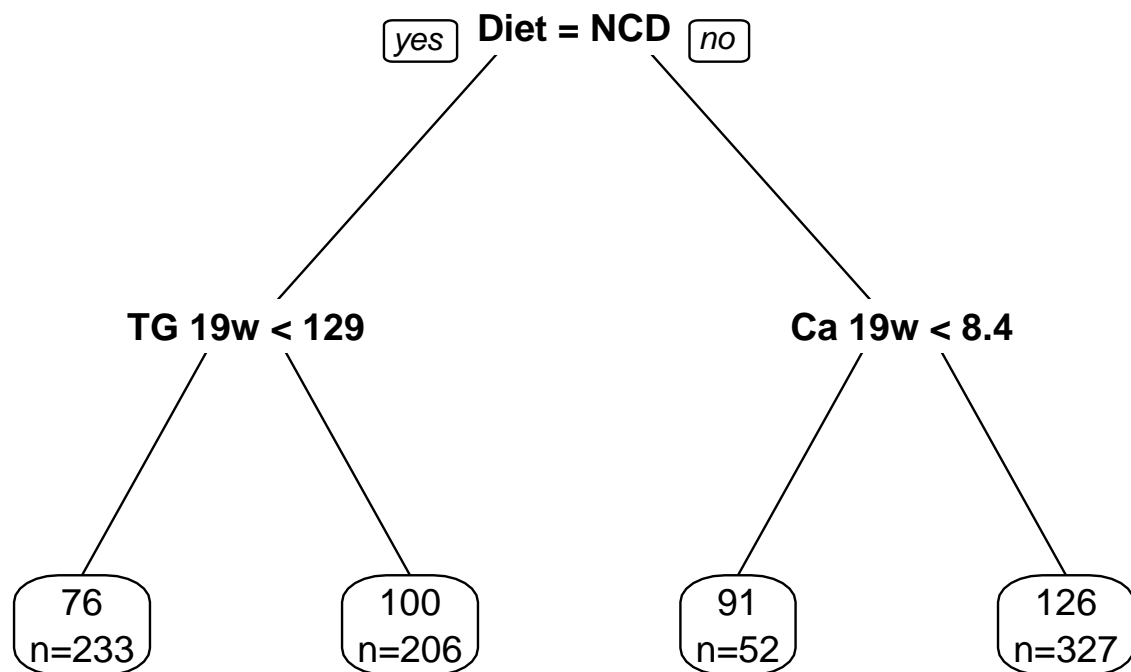 yes Diet = NCD no
TG 19w < 129
Ca 19w < 8.4
76
n=233
100
n=206
91
n=52
126
n=327